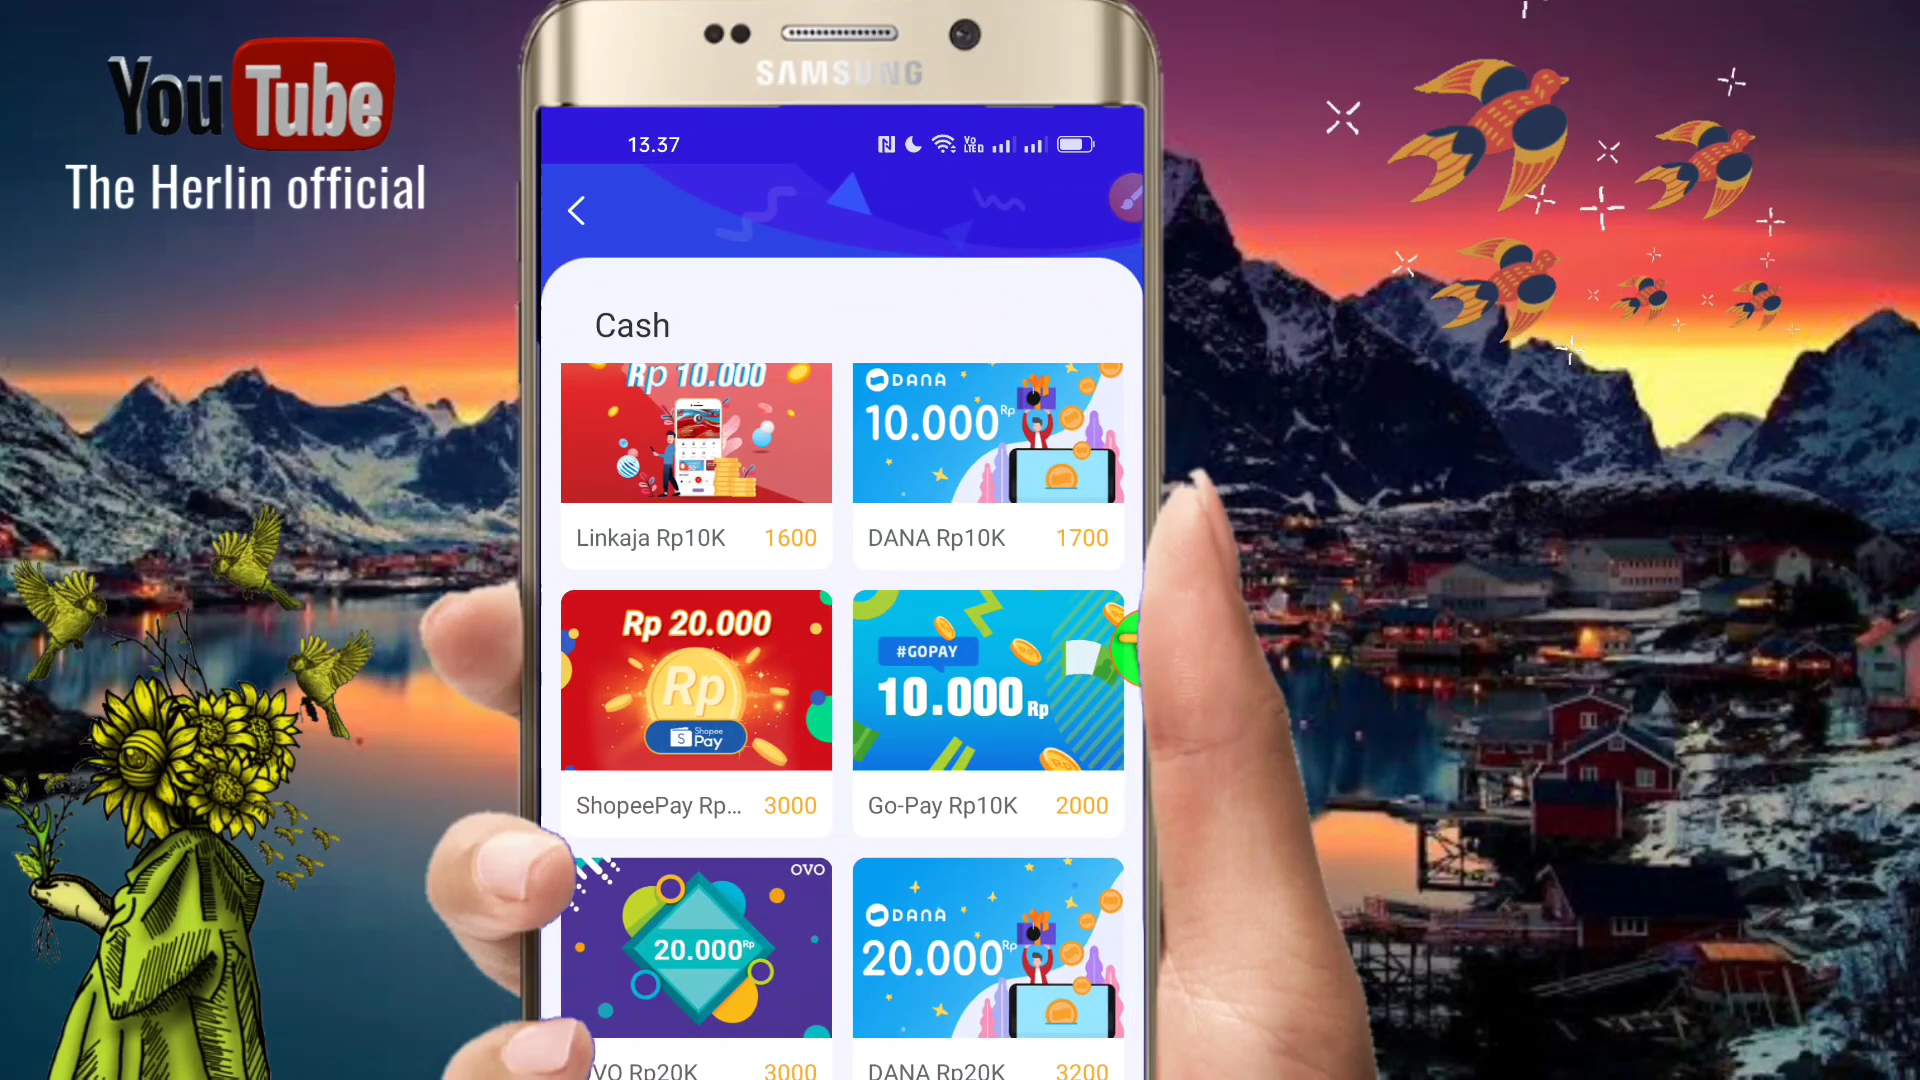 YouTube
The Herlin official
SAMSUNG
13.37
Cash
Rp 10.000
DANA
10.000 Rp
Linkaja Rp10K 1600
DANA Rp10K 1700
Rp 20.000
Rp
S Shopee Pay
#GOPAY
10.000 Rp
ShopeePay Rp... 3000
Go-Pay Rp10K 2000
OVO
20.000 Rp
DANA
20.000 Rp
OVO Rp20K 3000
DANA Rp20K 3200